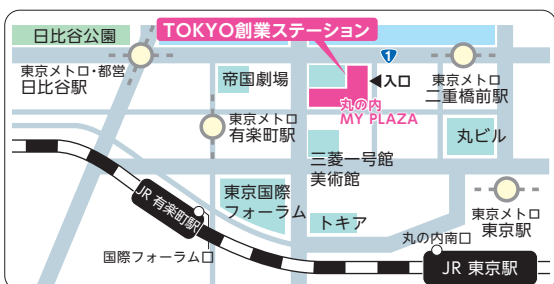 日比谷公園
TOKYO創業ステーション
1
東京メトロ・都営
日比谷駅
帝国劇場
入口
東京メトロ
二重橋前駅
丸の内
MY PLAZA
東京メトロ
有楽町駅
丸ビル
三菱一号館
美術館
東京国際
フォーラム
JR 有楽町駅
トキア
東京メトロ
東京駅
丸の内南口
国際フォーラム口
JR 東京駅